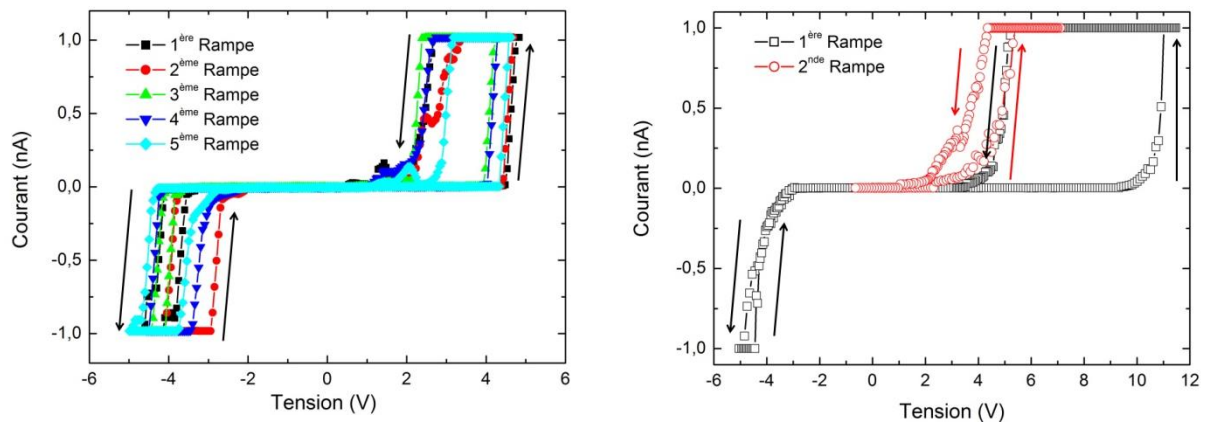 1,0
0,5
0,0
-0,5
-1,0
Courant (nA)
1ère Rampe
2ème Rampe
3ème Rampe
4ème Rampe
5ème Rampe
-6 -4 -2 0 2 4 6
Tension (V)
1,0
0,5
0,0
-0,5
-1,0
Courant (nA)
1ère Rampe
2nde Rampe
-6 -4 -2 0 2 4 6 8 10 12
Tension (V)